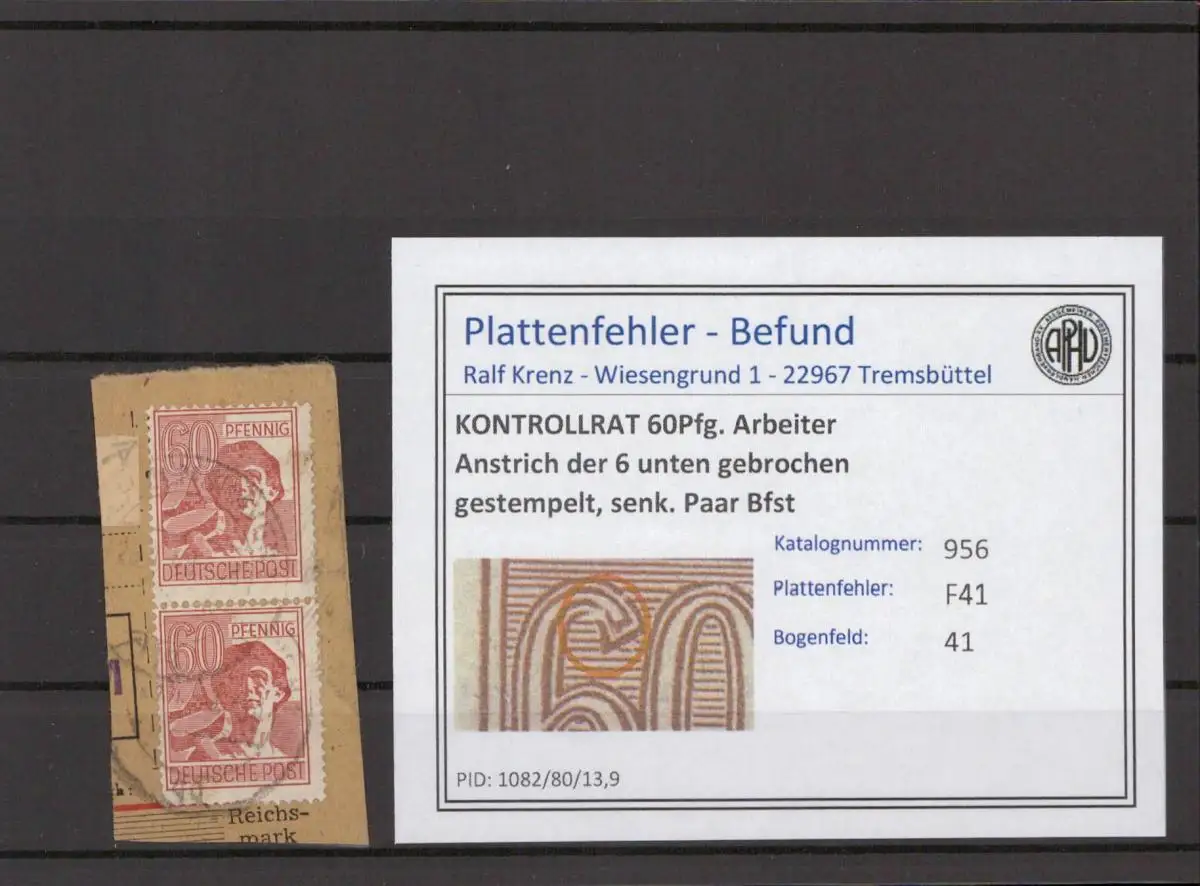 60 PFENNIG
DEUTSCHE POST
60 PFENNIG
DEUTSCHE POST
Reichs-
mark
Plattenfehler - Befund
Ralf Krenz - Wiesengrund 1 - 22967 Tremsbüttel
APHV
KONTROLLRAT 60Pfg. Arbeiter
Anstrich der 6 unten gebrochen
gestempelt, senk. Paar Bfst
Katalognummer: 956
Plattenfehler: F41
Bogenfeld: 41
60
PID: 1082/80/13,9